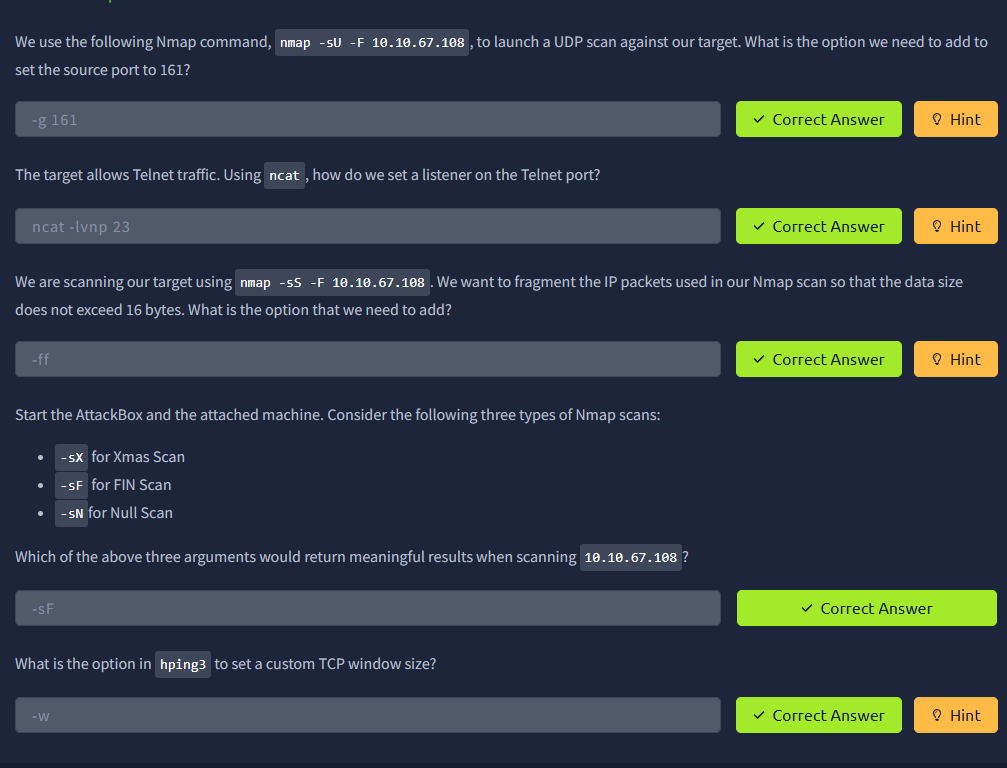 We use the following Nmap command, nmap -sU -F 10.10.67.108 , to launch a UDP scan against our target. What is the option we need to add to
set the source port to 161?
-g 161
Correct Answer
Hint
The target allows Telnet traffic. Using ncat , how do we set a listener on the Telnet port?
ncat -lvnp 23
Correct Answer
Hint
We are scanning our target using nmap -sS -F 10.10.67.108 . We want to fragment the IP packets used in our Nmap scan so that the data size
does not exceed 16 bytes. What is the option that we need to add?
-ff
Correct Answer
Hint
Start the AttackBox and the attached machine. Consider the following three types of Nmap scans:
• -sX for Xmas Scan
• -sF for FIN Scan
• -sN for Null Scan
Which of the above three arguments would return meaningful results when scanning 10.10.67.108 ?
-sF
Correct Answer
What is the option in hping3 to set a custom TCP window size?
-w
Correct Answer
Hint